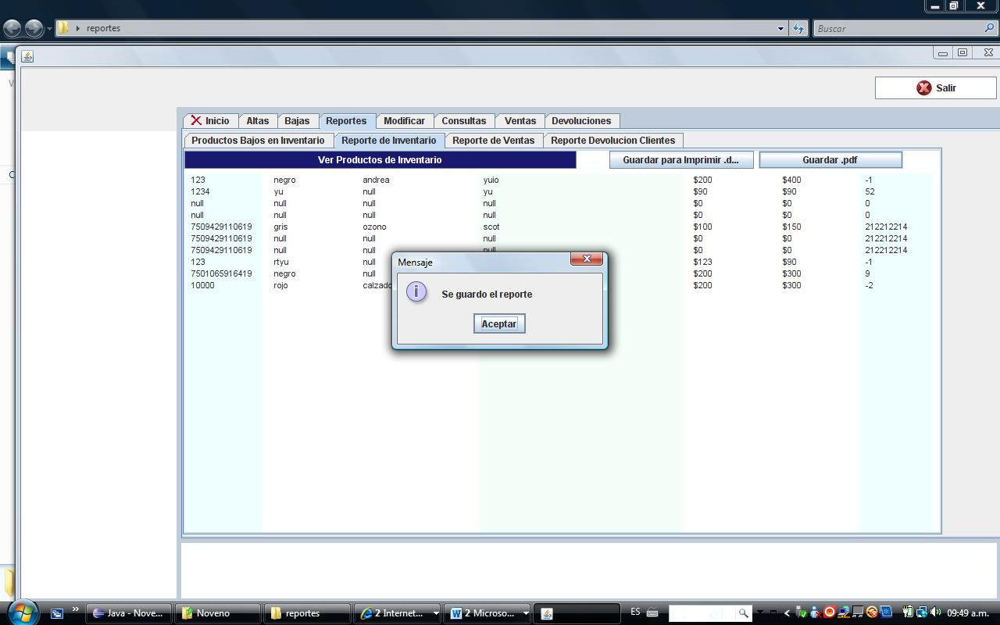 reportes
Buscar
Salir
Inicio Altas Bajas Reportes Modificar Consultas Ventas Devoluciones
Productos Bajos en Inventario Reporte de Inventario Reporte de Ventas Reporte Devolucion Clientes
Ver Productos de Inventario Guardar para Imprimir .d... Guardar .pdf
123 negro andrea yuio $200 $400 -1
1234 yu null yu $90 $90 52
null null null null $0 $0 0
null null null null $0 $0 0
7509429110619 gris ozono scot $100 $150 212212214
7509429110619 null null null $0 $0 212212214
7509429110619 null null null $0 $0 212212214
123 rtyu null $123 $90 -1
7501065916419 negro null $200 $300 9
10000 rojo calzado $200 $300 -2
Mensaje
Se guardo el reporte
Aceptar
Java - Nove... Noveno reportes 2 Internet... 2 Microso... ES 09:49 a.m.